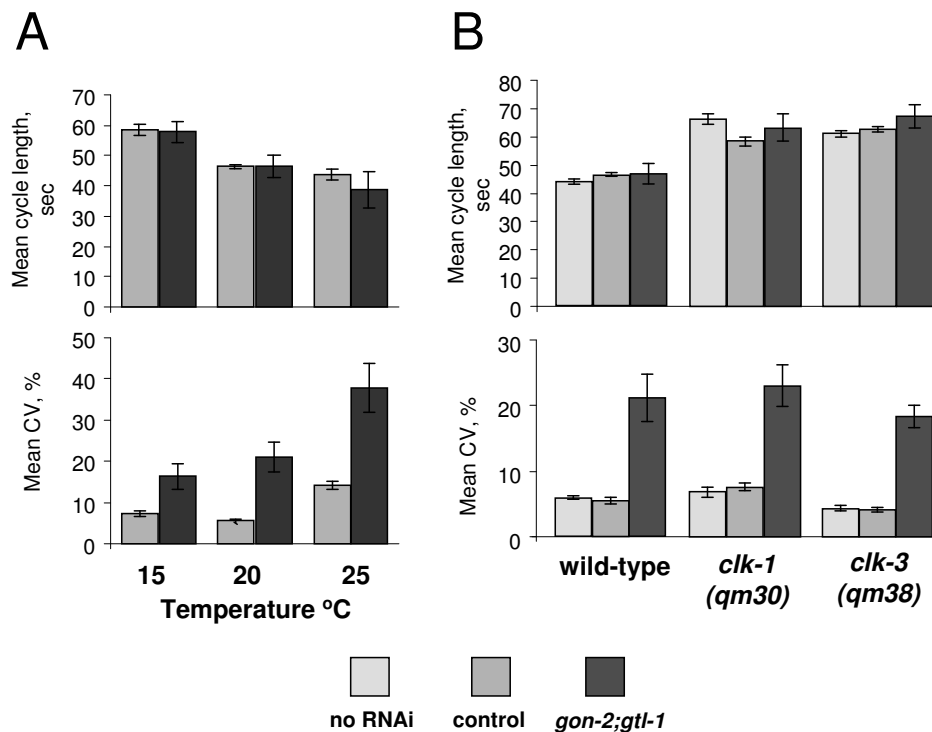 A
B
Mean cycle length,
sec
70
60
50
40
30
20
10
0
Mean cycle length,
sec
80
70
60
50
40
30
20
10
0
Mean CV, %
50
40
30
20
10
0
15 20 25
Temperature ºC
Mean CV, %
30
20
10
0
wild-type clk-1 clk-3
(qm30) (qm38)
no RNAi control gon-2;gtl-1